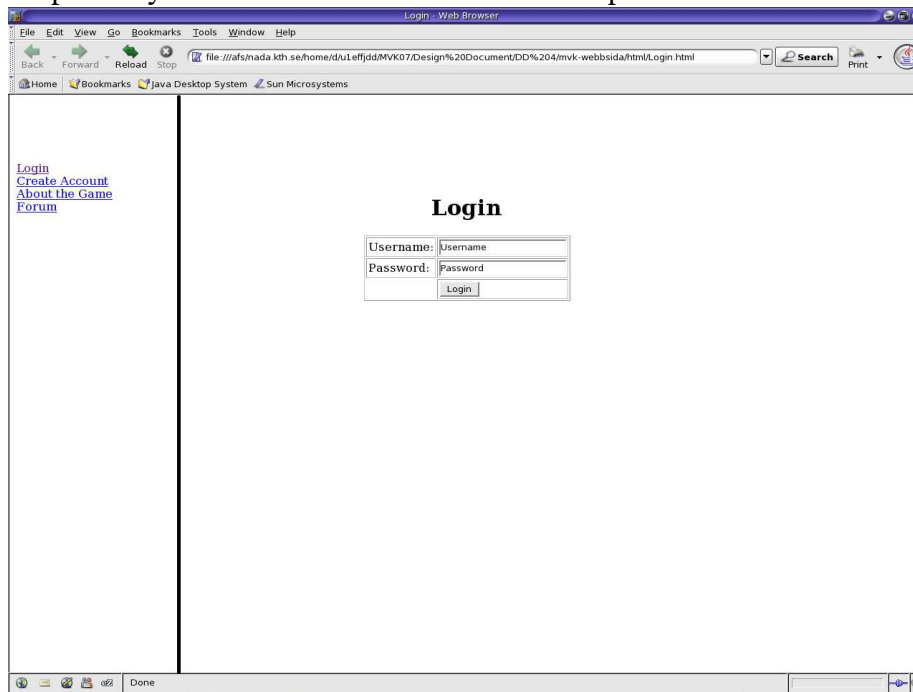 Login - Web Browser
File Edit View Go Bookmarks Tools Window Help
Back Forward Reload Stop file:///afs/nada.kth.se/home/d/u1effjdd/MVK07/Design%20Document/DD%204/mvk-webbsida/html/Login.html Search Print
Home Bookmarks Java Desktop System Sun Microsystems
Login
Create Account
About the Game
Forum
Login
Username: Username
Password: Password
Login
Done